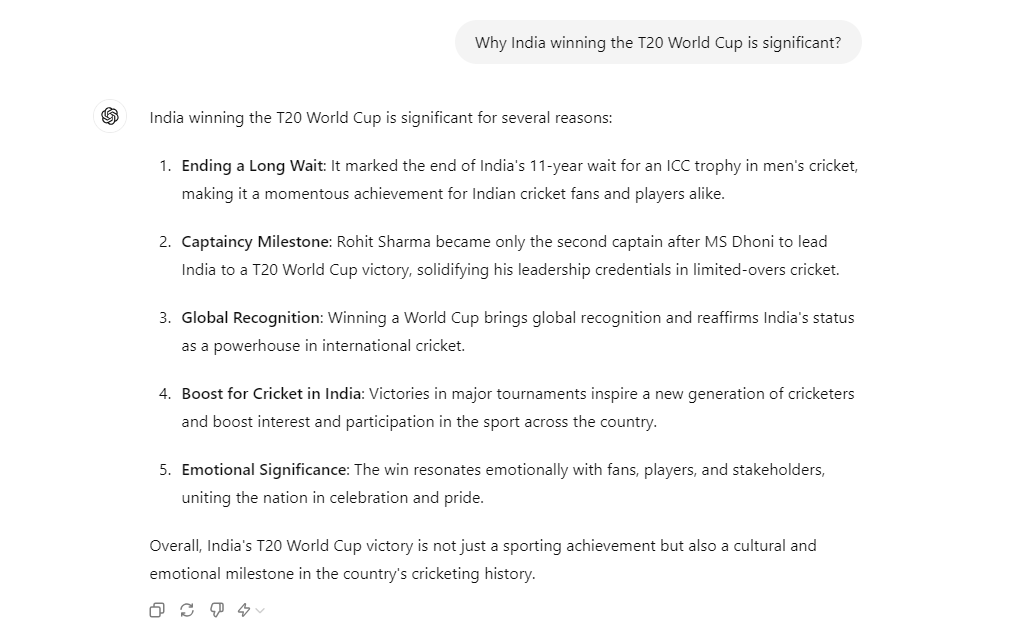 Why India winning the T20 World Cup is significant?
India winning the T20 World Cup is significant for several reasons:
1. Ending a Long Wait: It marked the end of India's 11-year wait for an ICC trophy in men's cricket,
making it a momentous achievement for Indian cricket fans and players alike.
2. Captaincy Milestone: Rohit Sharma became only the second captain after MS Dhoni to lead
India to a T20 World Cup victory, solidifying his leadership credentials in limited-overs cricket.
3. Global Recognition: Winning a World Cup brings global recognition and reaffirms India's status
as a powerhouse in international cricket.
4. Boost for Cricket in India: Victories in major tournaments inspire a new generation of cricketers
and boost interest and participation in the sport across the country.
5. Emotional Significance: The win resonates emotionally with fans, players, and stakeholders,
uniting the nation in celebration and pride.
Overall, India's T20 World Cup victory is not just a sporting achievement but also a cultural and
emotional milestone in the country's cricketing history.